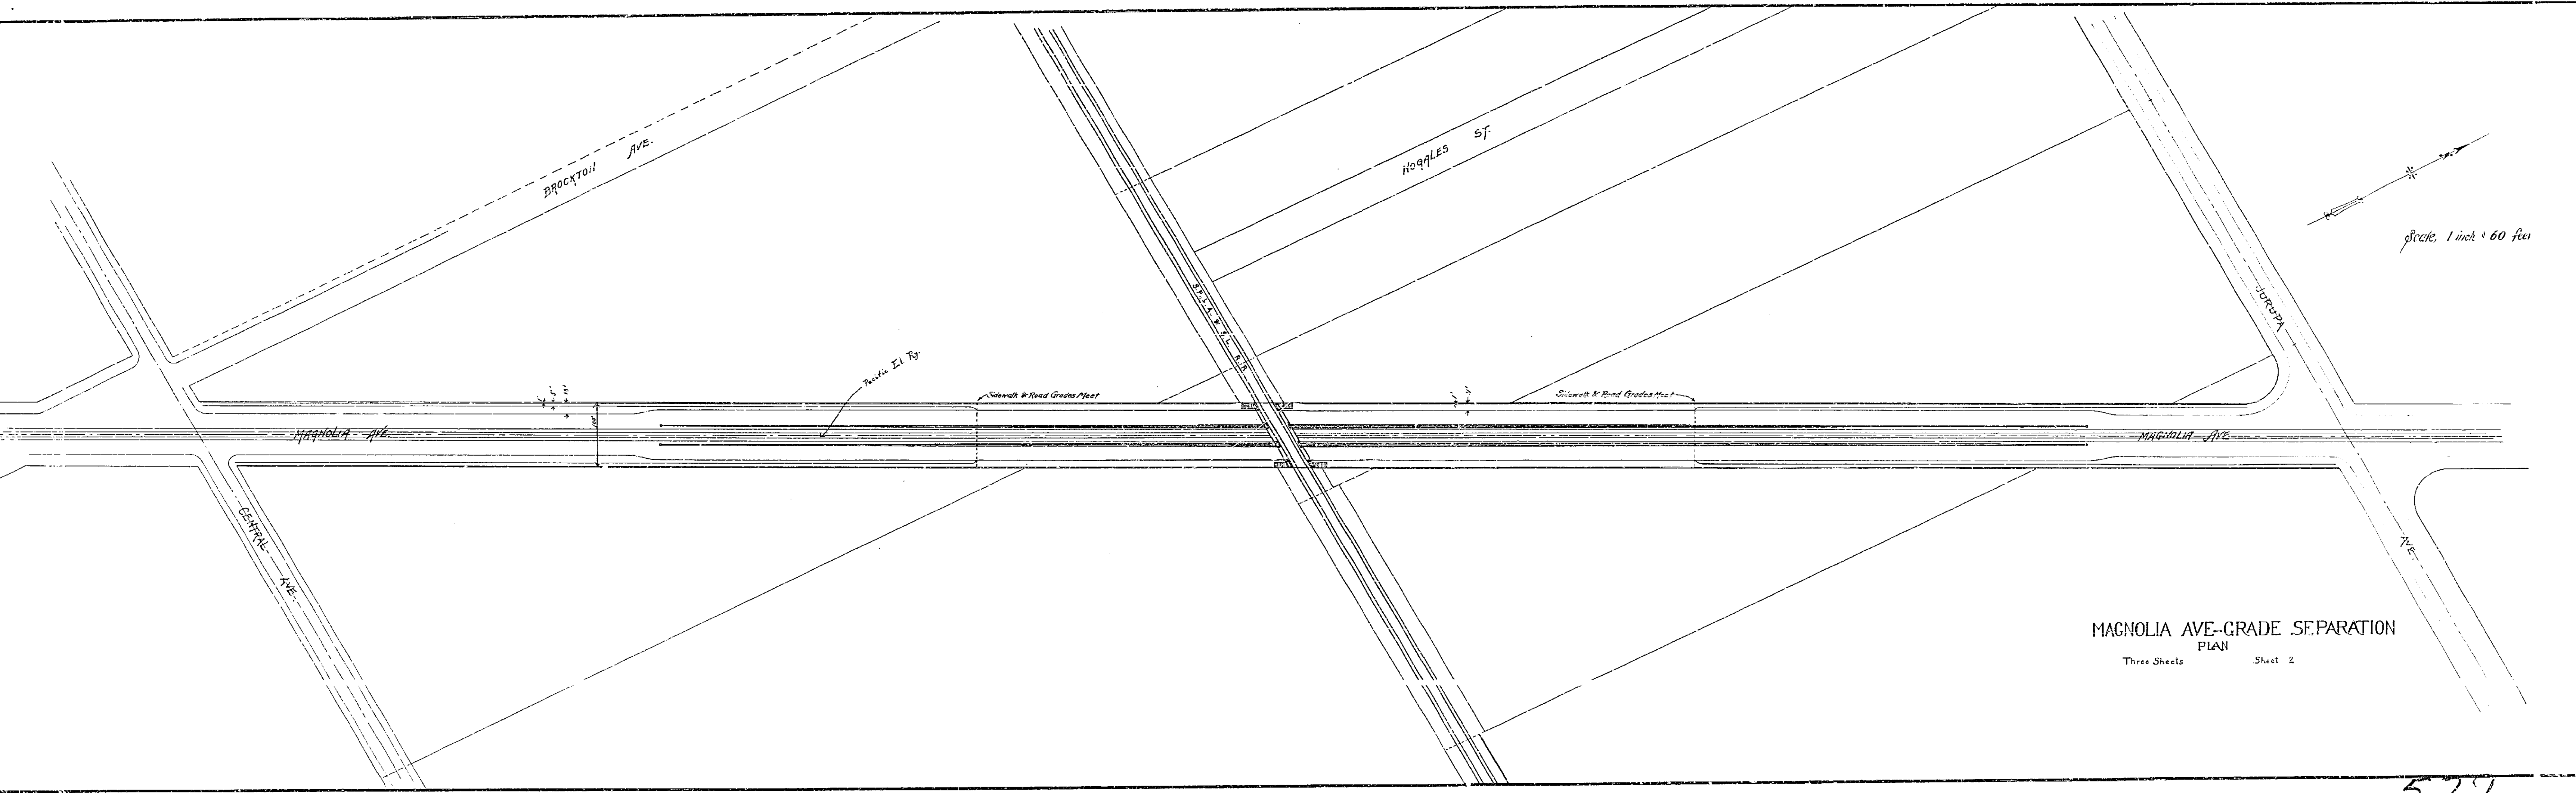 BROCKTON AVE.
NOGALES ST.
Scale, 1 inch = 60 feet
JURUPA AVE.
S.P. L.A. & S.L. R.R.
Pacific El. Ry.
Sidewalk & Road Grades Meet
Sidewalk & Road Grades Meet
MAGNOLIA AVE.
MAGNOLIA AVE
CENTRAL AVE.
MAGNOLIA AVE-GRADE SEPARATION
PLAN
Three Sheets Sheet 2